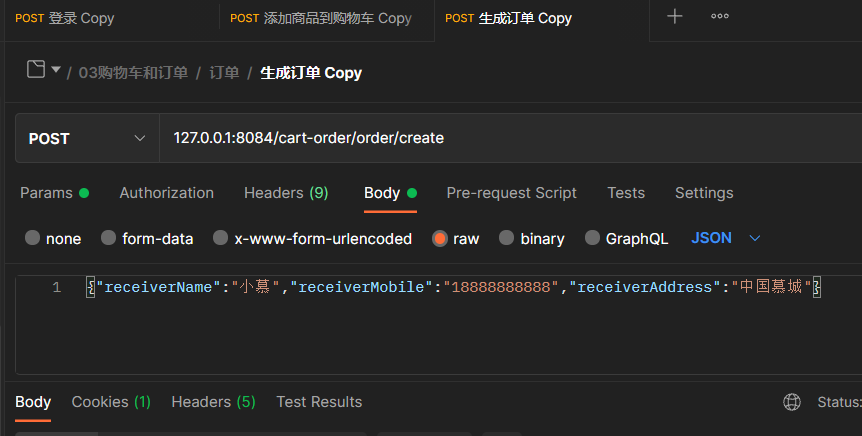 POST 登录 Copy POST 添加商品到购物车 Copy POST 生成订单 Copy
/ 03购物车和订单 / 订单 / 生成订单 Copy
POST 127.0.0.1:8084/cart-order/order/create
Params Authorization Headers (9) Body Pre-request Script Tests Settings
none form-data x-www-form-urlencoded raw binary GraphQL JSON
1 {"receiverName":"小慕","receiverMobile":"18888888888","receiverAddress":"中国慕城"}
Body Cookies (1) Headers (5) Test Results Status: